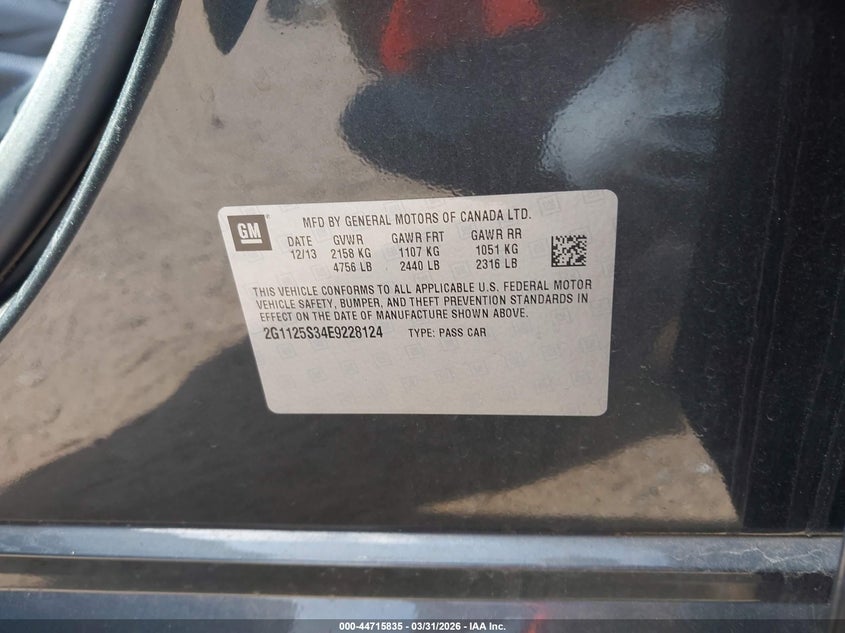 GM
MFD BY GENERAL MOTORS OF CANADA LTD.
DATE GVWR GAWR FRT GAWR RR
12/13 2158 KG 1107 KG 1051 KG
4756 LB 2440 LB 2316 LB
THIS VEHICLE CONFORMS TO ALL APPLICABLE U.S. FEDERAL MOTOR
VEHICLE SAFETY, BUMPER, AND THEFT PREVENTION STANDARDS IN
EFFECT ON THE DATE OF MANUFACTURE SHOWN ABOVE.
2G1125S34E9228124 TYPE: PASS CAR
000-44715835 - 03/31/2026 - IAA Inc.